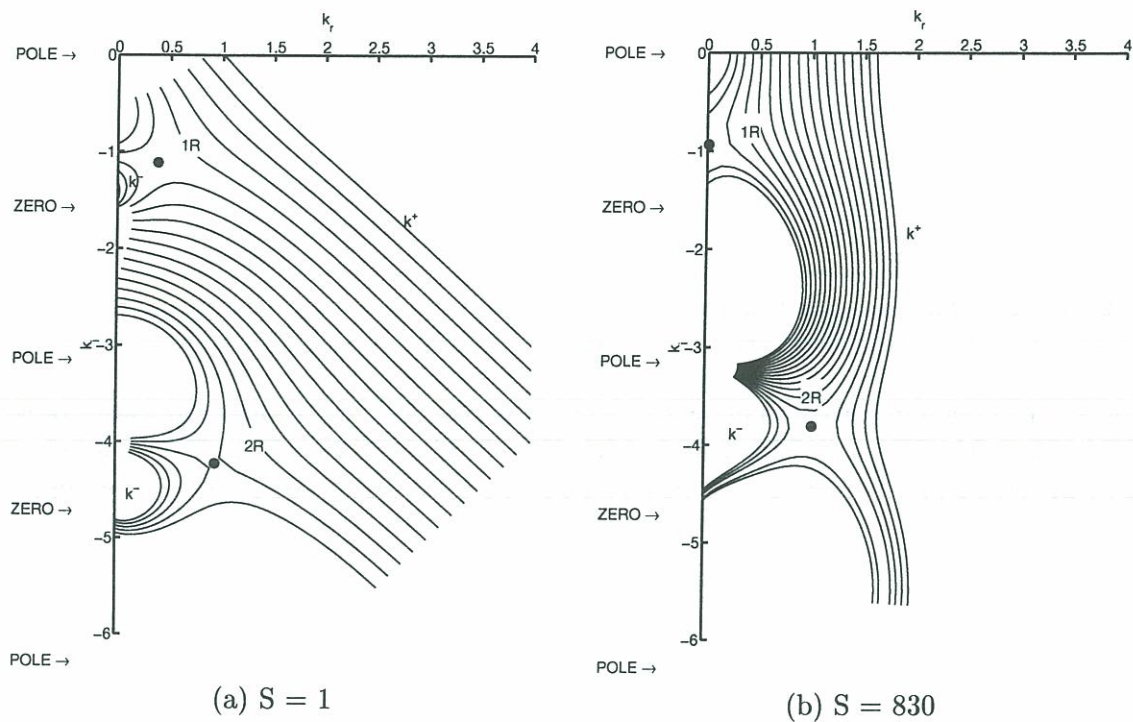 k_r
POLE → 0 0.5 1 1.5 2 2.5 3 3.5 4
0
1R
-1
k^-
ZERO →
k^+
-2
-3
k_i
POLE →
-4
2R
k^-
ZERO →
-5
-6
POLE →
(a) S = 1
k_r
POLE → 0 0.5 1 1.5 2 2.5 3 3.5 4
0
1R
-1
ZERO →
k^+
-2
-3
k_i
POLE →
2R
k^-
-4
ZERO →
-5
-6
POLE →
(b) S = 830